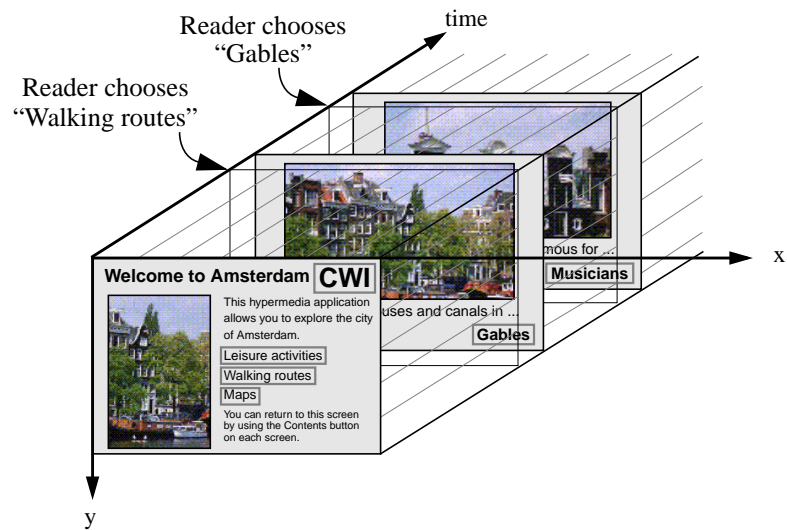 time
Reader chooses
“Gables”
Reader chooses
“Walking routes”
x
y
Welcome to Amsterdam CWI
This hypermedia application
allows you to explore the city
of Amsterdam.
Leisure activities
Walking routes
Maps
You can return to this screen
by using the Contents button
on each screen.
uses and canals in ...
Gables
mous for ...
Musicians